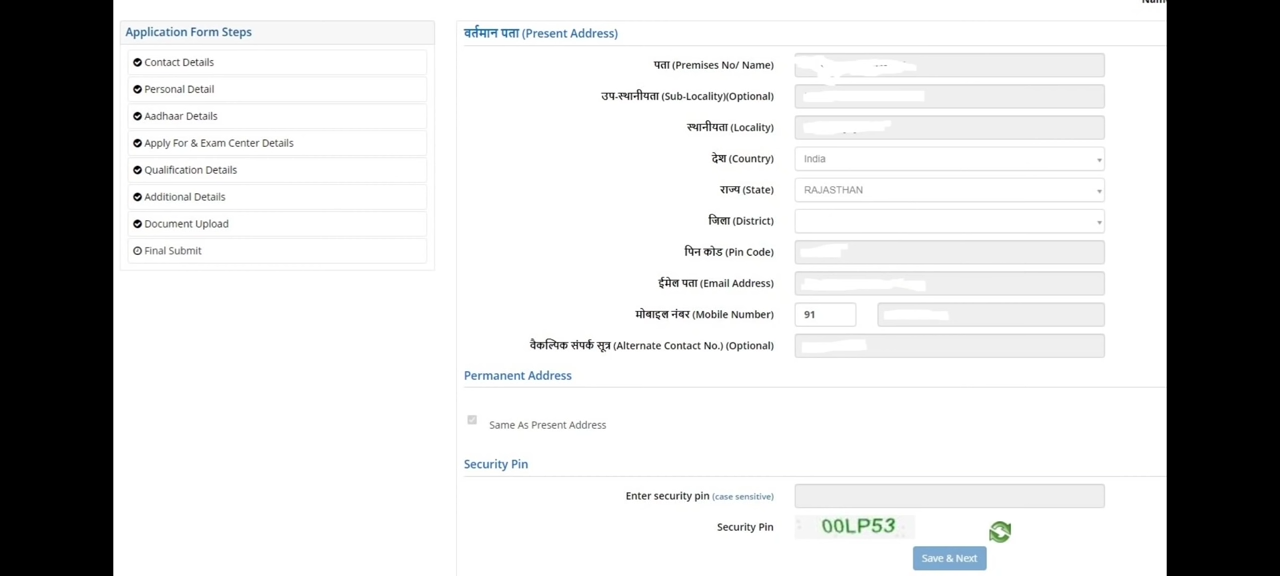 Application Form Steps
Contact Details
Personal Detail
Aadhaar Details
Apply For & Exam Center Details
Qualification Details
Additional Details
Document Upload
Final Submit
वर्तमान पता (Present Address)
पता (Premises No/ Name)
उप-स्थानीयता (Sub-Locality)(Optional)
स्थानीयता (Locality)
देश (Country) India
राज्य (State) RAJASTHAN
जिला (District)
पिन कोड (Pin Code)
ईमेल पता (Email Address)
मोबाइल नंबर (Mobile Number) 91
वैकल्पिक संपर्क सूत्र (Alternate Contact No.) (Optional)
Permanent Address
Same As Present Address
Security Pin
Enter security pin (case sensitive)
Security Pin 00LP53
Save & Next